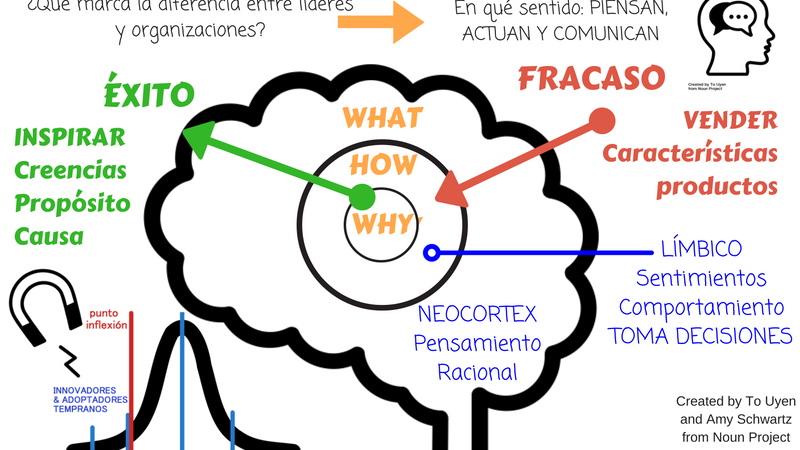 ¿Qué marca la diferencia entre líderes
y organizaciones?
En qué sentido: PIENSAN,
ACTUAN Y COMUNICAN
Created by To Uyen
from Noun Project
ÉXITO
INSPIRAR
Creencias
Propósito
Causa
FRACASO
VENDER
Características
productos
WHAT
HOW
WHY
LÍMBICO
Sentimientos
Comportamiento
TOMA DECISIONES
NEOCORTEX
Pensamiento
Racional
punto
inflexión
INNOVADORES
& ADOPTADORES
TEMPRANOS
Created by To Uyen
and Amy Schwartz
from Noun Project